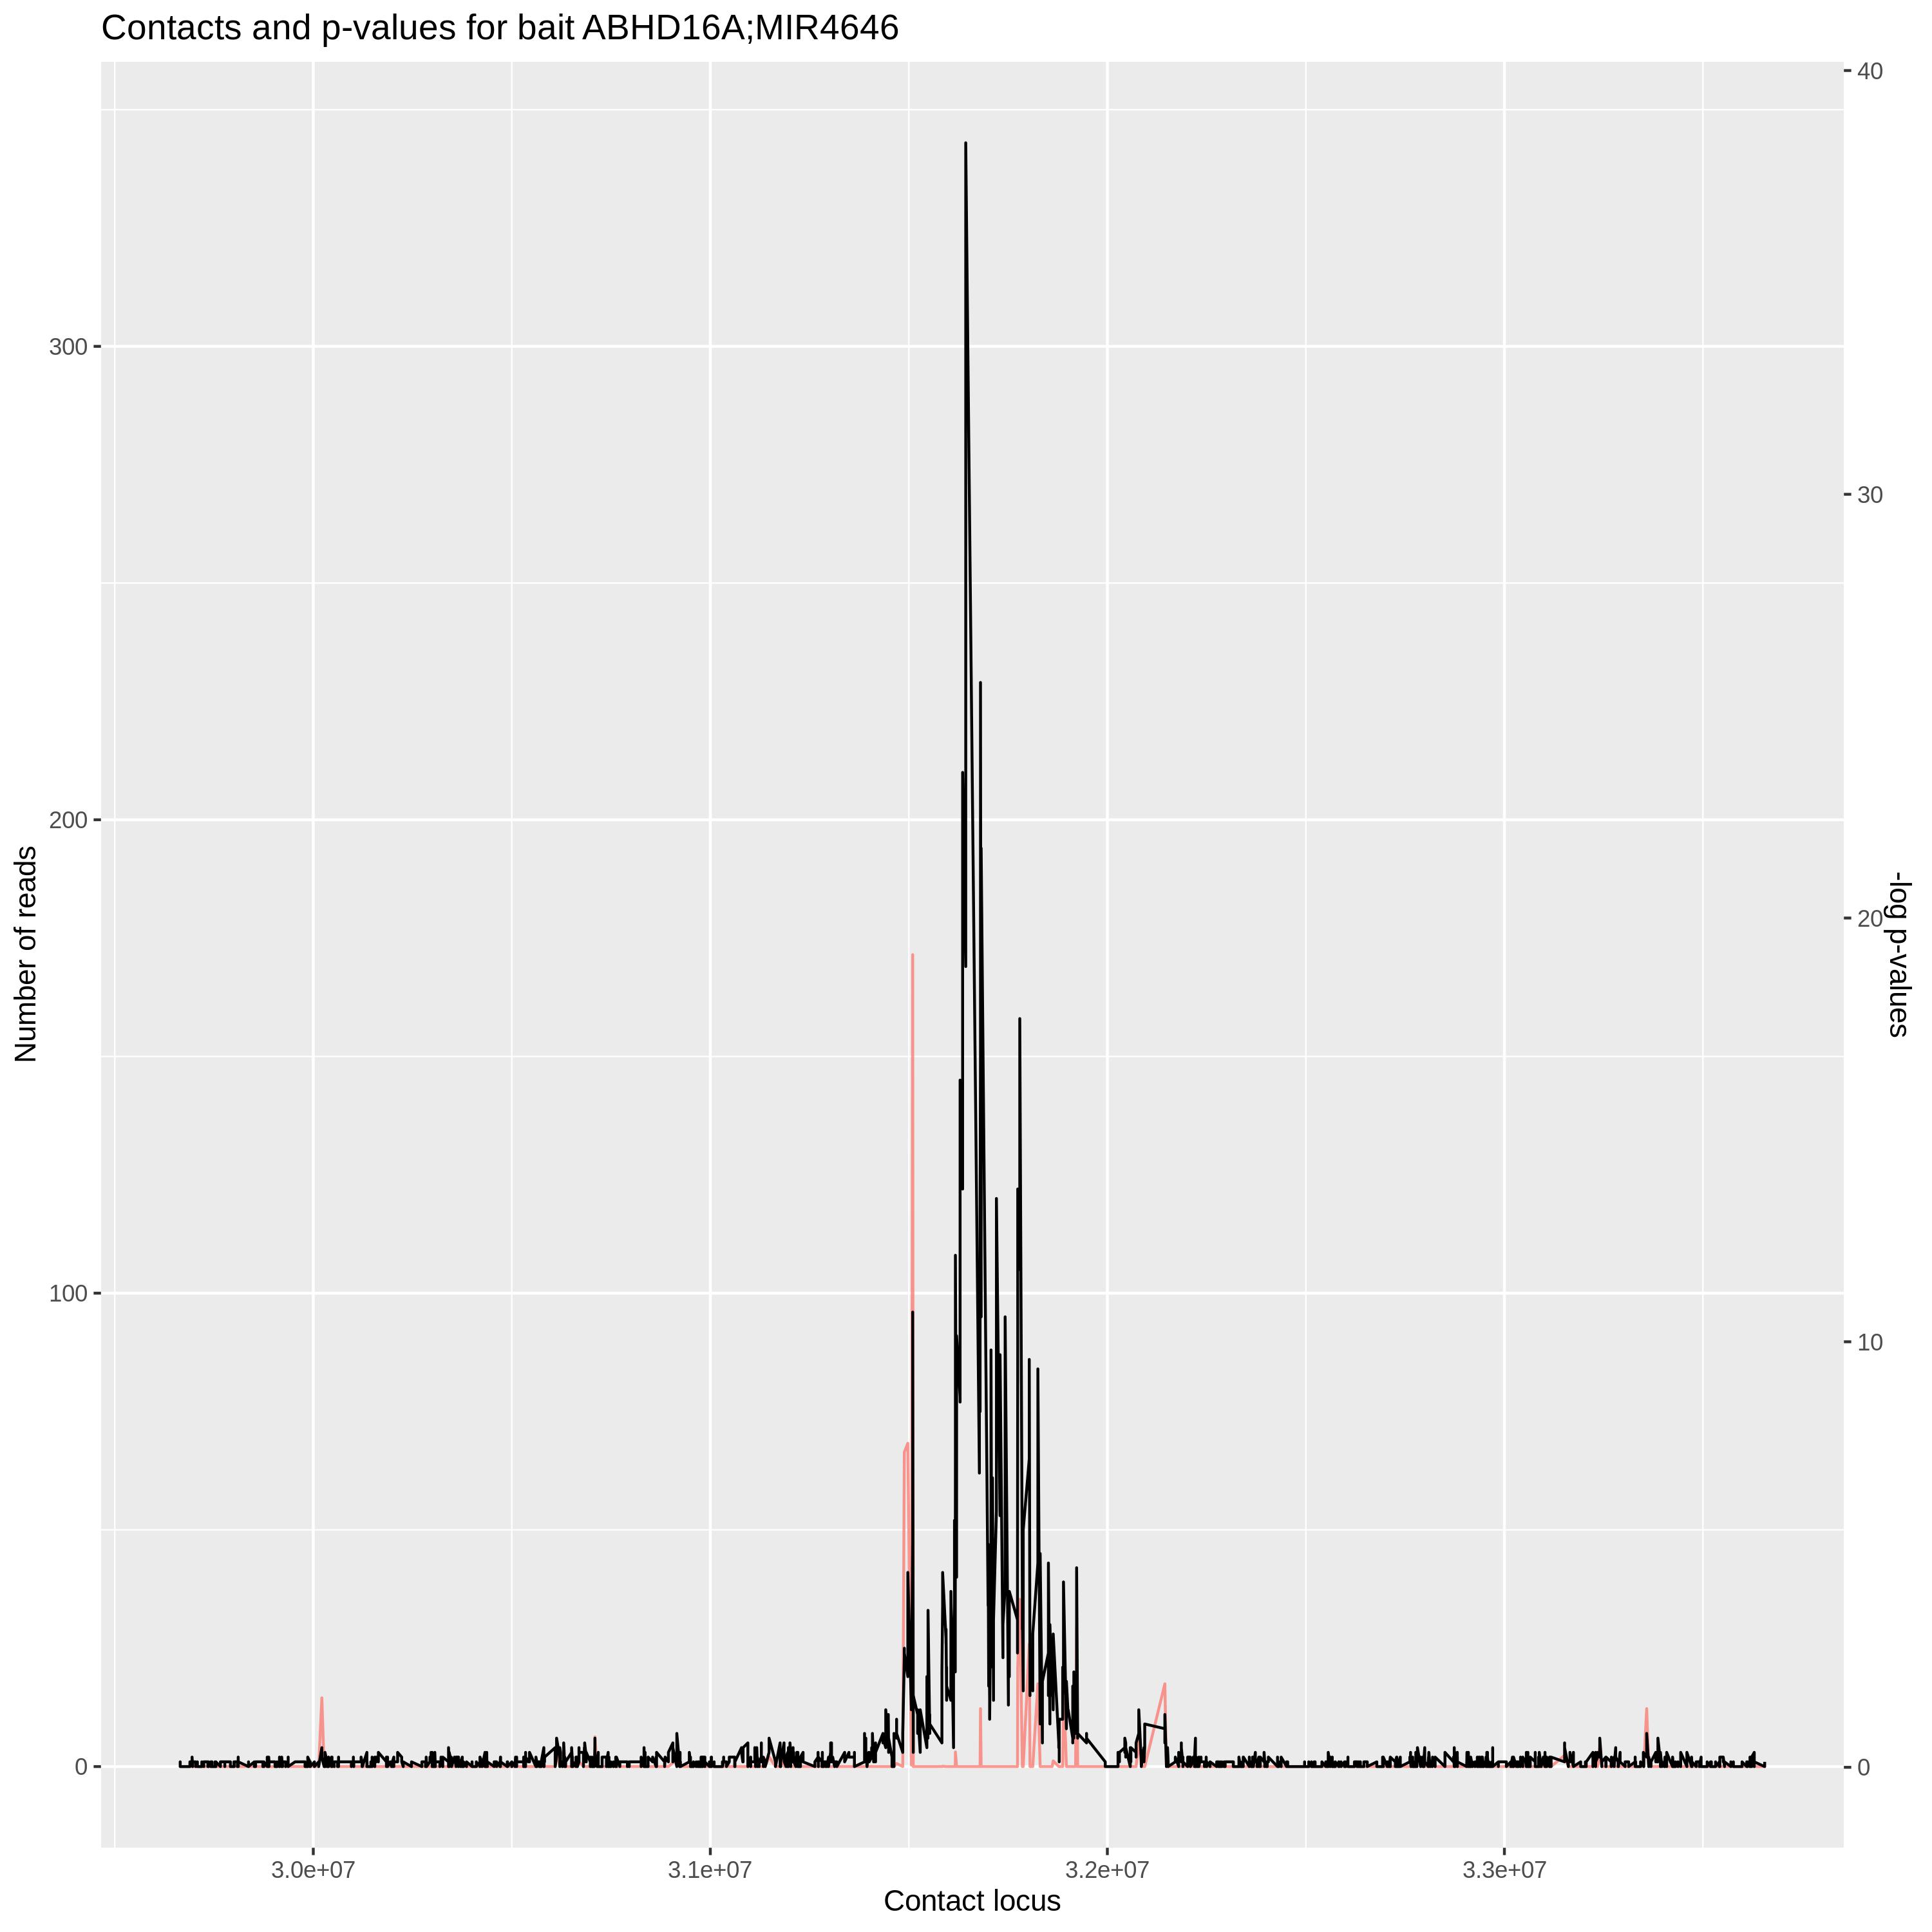 Contacts and p-values for bait ABHD16A;MIR4646
Number of reads
300
200
100
0
40
30
20
10
0
-log p-values
3.0e+07 3.1e+07 3.2e+07 3.3e+07
Contact locus